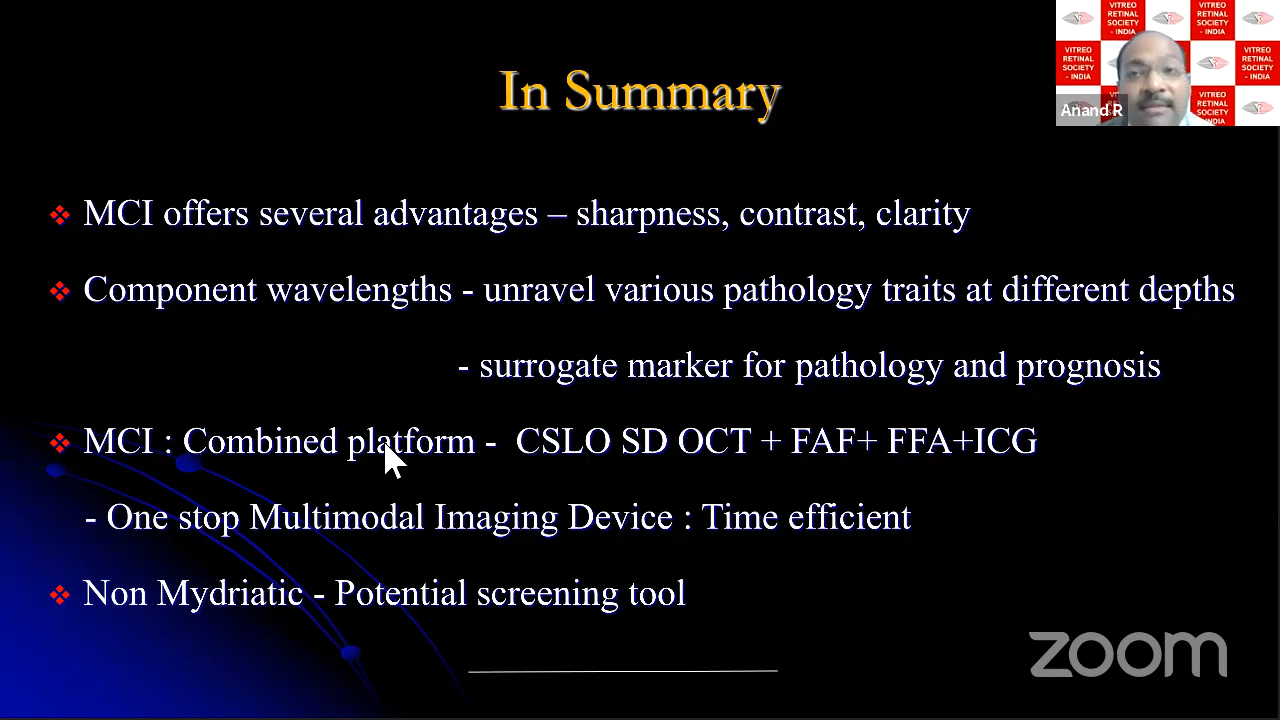 In Summary
MCI offers several advantages – sharpness, contrast, clarity
Component wavelengths - unravel various pathology traits at different depths
- surrogate marker for pathology and prognosis
MCI : Combined platform - CSLO SD OCT + FAF+ FFA+ICG
- One stop Multimodal Imaging Device : Time efficient
Non Mydriatic - Potential screening tool
VITREO
RETINAL
SOCIETY
- INDIA
VITREO
RETINAL
SOCIETY
- INDIA
VITREO
RETINAL
SOCIETY
- INDIA
VITREO
RETINAL
SOCIETY
- INDIA
VITREO
RETINAL
SOCIETY
Anand R
zoom